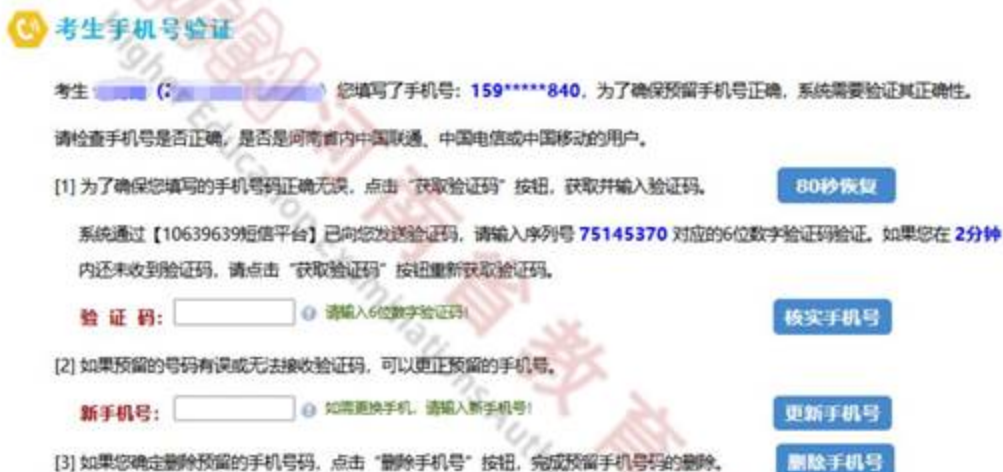 考生手机号验证
考生 (2 ) 您填写了手机号：159*****840，为了确保预留手机号正确，系统需要验证其正确性。
请检查手机号是否正确，是否是河南省内中国联通、中国电信或中国移动的用户。
[1] 为了确保您填写的手机号码正确无误，点击“获取验证码”按钮，获取并输入验证码。
80秒恢复
系统通过【10639639短信平台】已向您发送验证码，请输入序列号 75145370 对应的6位数字验证码验证。如果您在 2分钟
内还未收到验证码，请点击“获取验证码”按钮重新获取验证码。
验 证 码：
请输入6位数字验证码!
核实手机号
[2] 如果预留的号码有误或无法接收验证码，可以更正预留的手机号。
新手机号：
如需更换手机，请输入新手机号!
更新手机号
[3] 如果您确定删除预留的手机号码，点击“删除手机号”按钮，完成预留手机号码的删除。
删除手机号
河南省教育
Higher Education Examinations